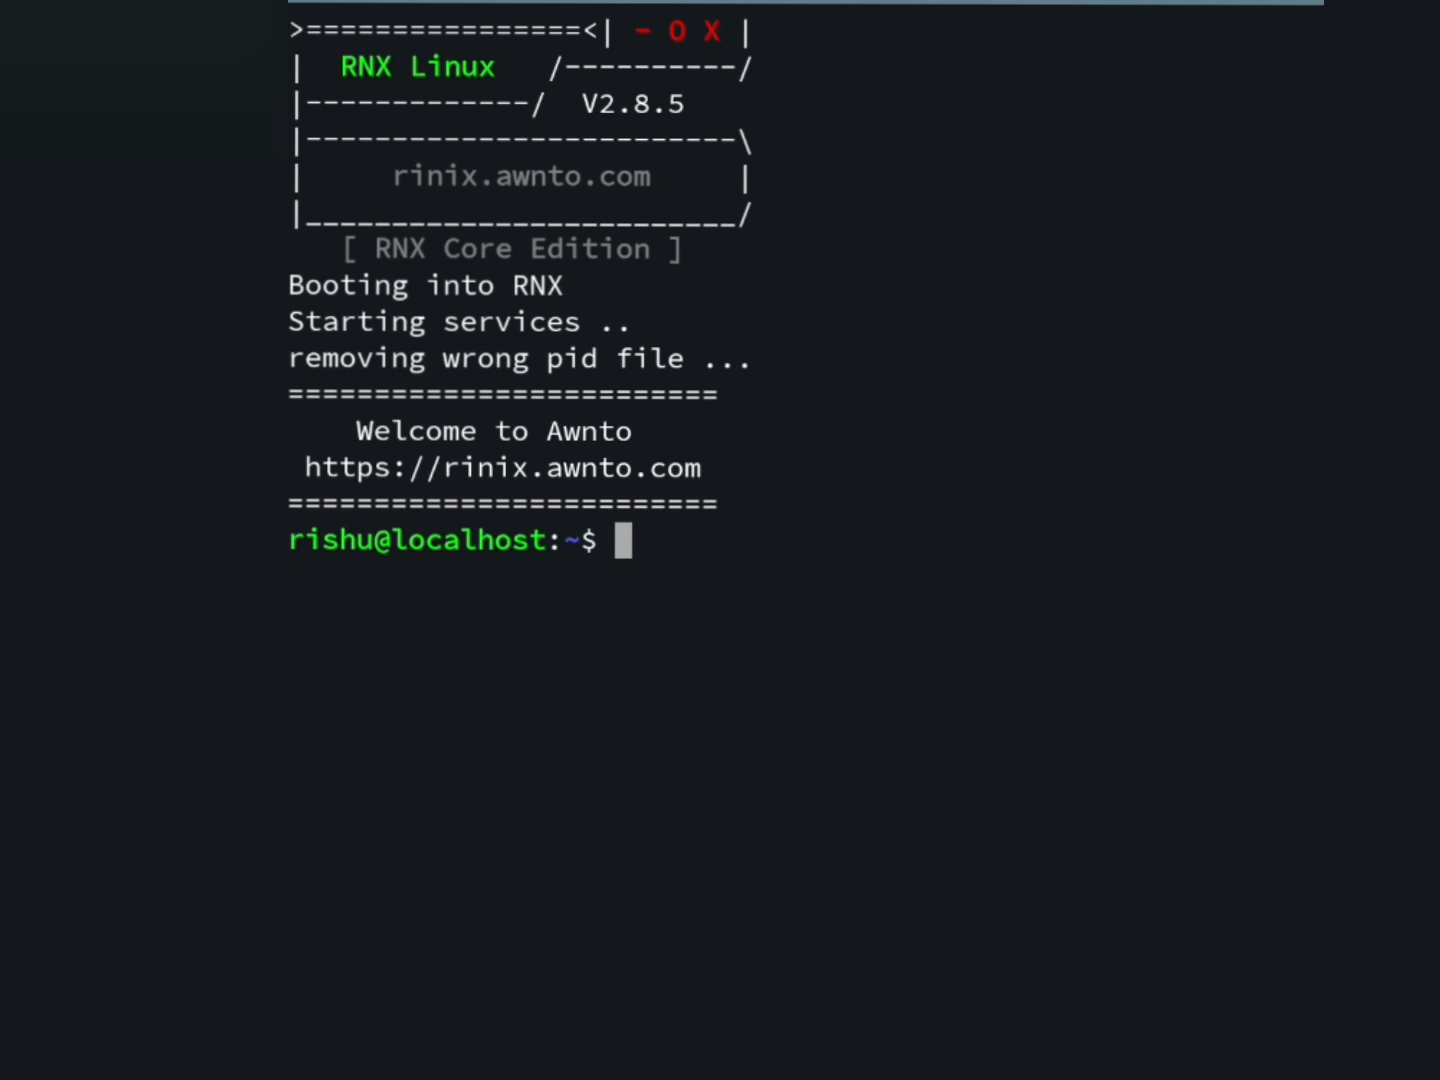 >================<| - O X |
|  RNX Linux   /----------/
|-------------/  V2.8.5
|-------------------------\
|     rinix.awnto.com     |
|_________________________/
[ RNX Core Edition ]
Booting into RNX
Starting services ..
removing wrong pid file ...
=========================
Welcome to Awnto
https://rinix.awnto.com
=========================
rishu@localhost:~$